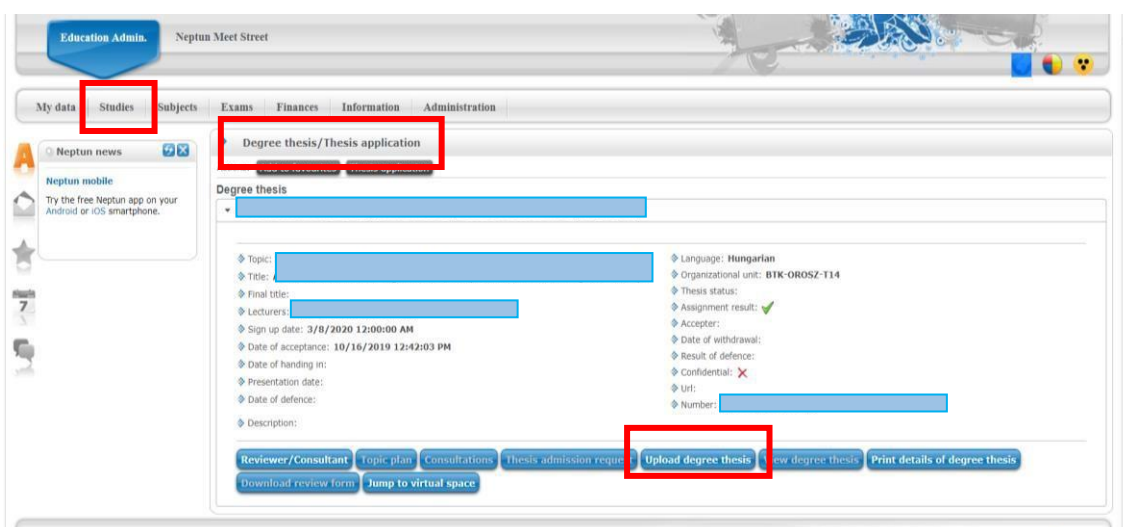 Education Admin. Neptun Meet Street
My data Studies Subjects Exams Finances Information Administration
Neptun news
Neptun mobile
Try the free Neptun app on your
Android or iOS smartphone.
7
Degree thesis/Thesis application
Add to favourites Thesis application
Degree thesis
Topic:
Title:
Final title:
Lecturers:
Sign up date: 3/8/2020 12:00:00 AM
Date of acceptance: 10/16/2019 12:42:03 PM
Date of handing in:
Presentation date:
Date of defence:
Description:
Language: Hungarian
Organizational unit: BTK-OROSZ-T14
Thesis status:
Assignment result:
Accepter:
Date of withdrawal:
Result of defence:
Confidential:
Url:
Number:
Reviewer/Consultant Topic plan Consultations Thesis admission request Upload degree thesis View degree thesis Print details of degree thesis
Download review form Jump to virtual space